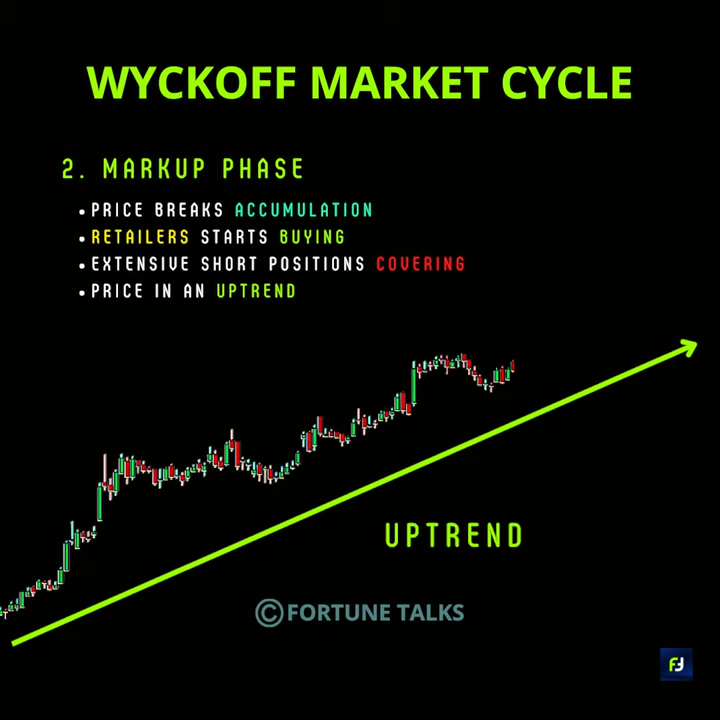 WYCKOFF MARKET CYCLE
2. MARKUP PHASE
• PRICE BREAKS ACCUMULATION
• RETAILERS STARTS BUYING
• EXTENSIVE SHORT POSITIONS COVERING
• PRICE IN AN UPTREND
UPTREND
©FORTUNE TALKS